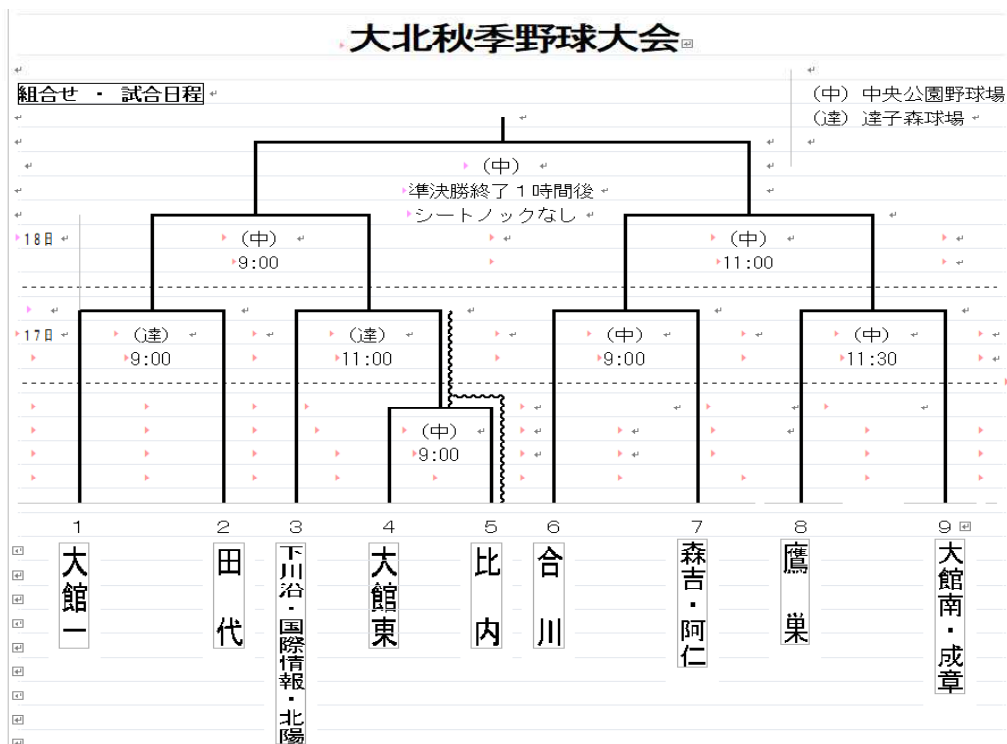 大北秋季野球大会
組合せ ・ 試合日程
（中） 中央公園野球場
（達） 達子森球場
（中）
準決勝終了１時間後
シートノックなし
18日
（中）
9:00
（中）
11:00
17日
（達）
9:00
（達）
11:00
（中）
9:00
（中）
11:30
（中）
9:00
1 2 3 4 5 6 7 8 9
大館一
田代
下川沿・国際情報・北陽
大館東
比内
合川
森吉・阿仁
鷹巣
大館南・成章